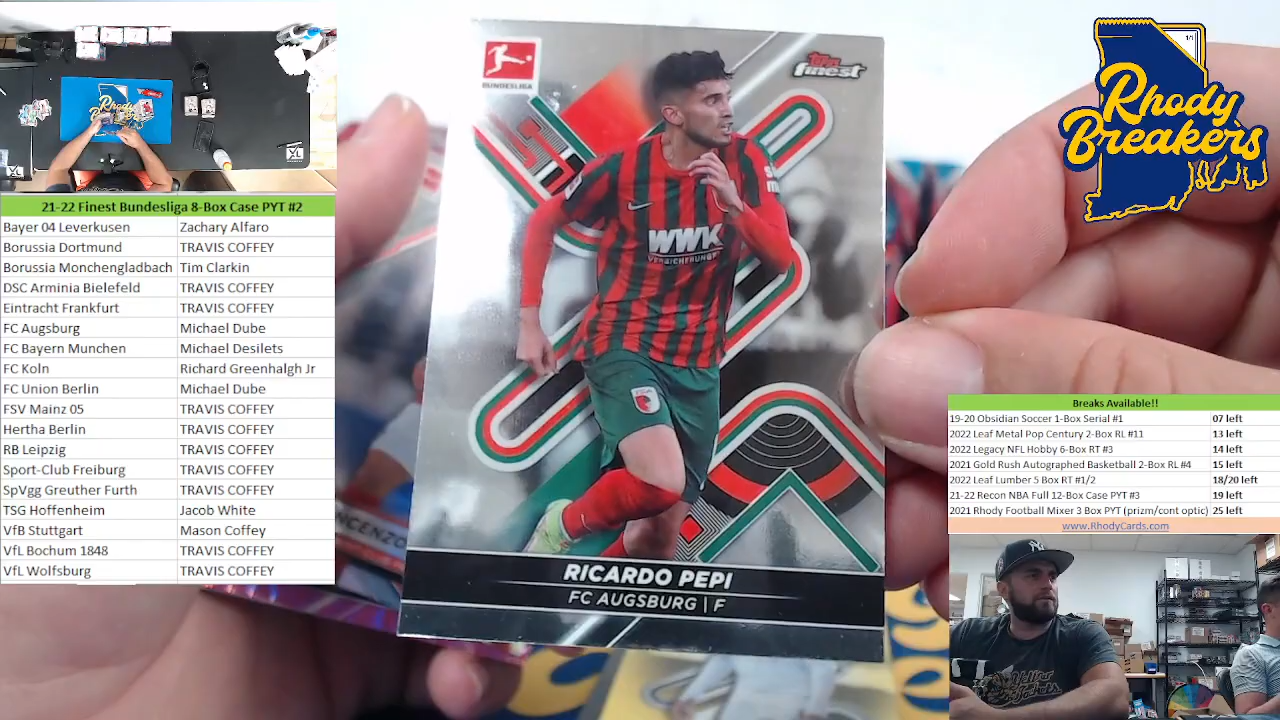 21-22 Finest Bundesliga 8-Box Case PYT #2
Bayer 04 Leverkusen Zachary Alfaro
Borussia Dortmund TRAVIS COFFEY
Borussia Monchengladbach Tim Clarkin
DSC Arminia Bielefeld TRAVIS COFFEY
Eintracht Frankfurt TRAVIS COFFEY
FC Augsburg Michael Dube
FC Bayern Munchen Michael Desilets
FC Koln Richard Greenhalgh Jr
FC Union Berlin Michael Dube
FSV Mainz 05 TRAVIS COFFEY
Hertha Berlin TRAVIS COFFEY
RB Leipzig TRAVIS COFFEY
Sport-Club Freiburg TRAVIS COFFEY
SpVgg Greuther Furth TRAVIS COFFEY
TSG Hoffenheim Jacob White
VfB Stuttgart Mason Coffey
VfL Bochum 1848 TRAVIS COFFEY
VfL Wolfsburg TRAVIS COFFEY
BUNDESLIGA
Topps
finest
WWK
VERSICHERUNGEN
RICARDO PEPI
FC AUGSBURG | F
Rhody
Breakers
1/1
Breaks Available!!
19-20 Obsidian Soccer 1-Box Serial #1 07 left
2022 Leaf Metal Pop Century 2-Box RL #11 13 left
2022 Legacy NFL Hobby 6-Box RT #3 14 left
2021 Gold Rush Autographed Basketball 2-Box RL #4 15 left
2022 Leaf Lumber 5 Box RT #1/2 18/20 left
21-22 Recon NBA Full 12-Box Case PYT #3 19 left
2021 Rhody Football Mixer 3 Box PYT (prizm/cont optic) 25 left
www.RhodyCards.com